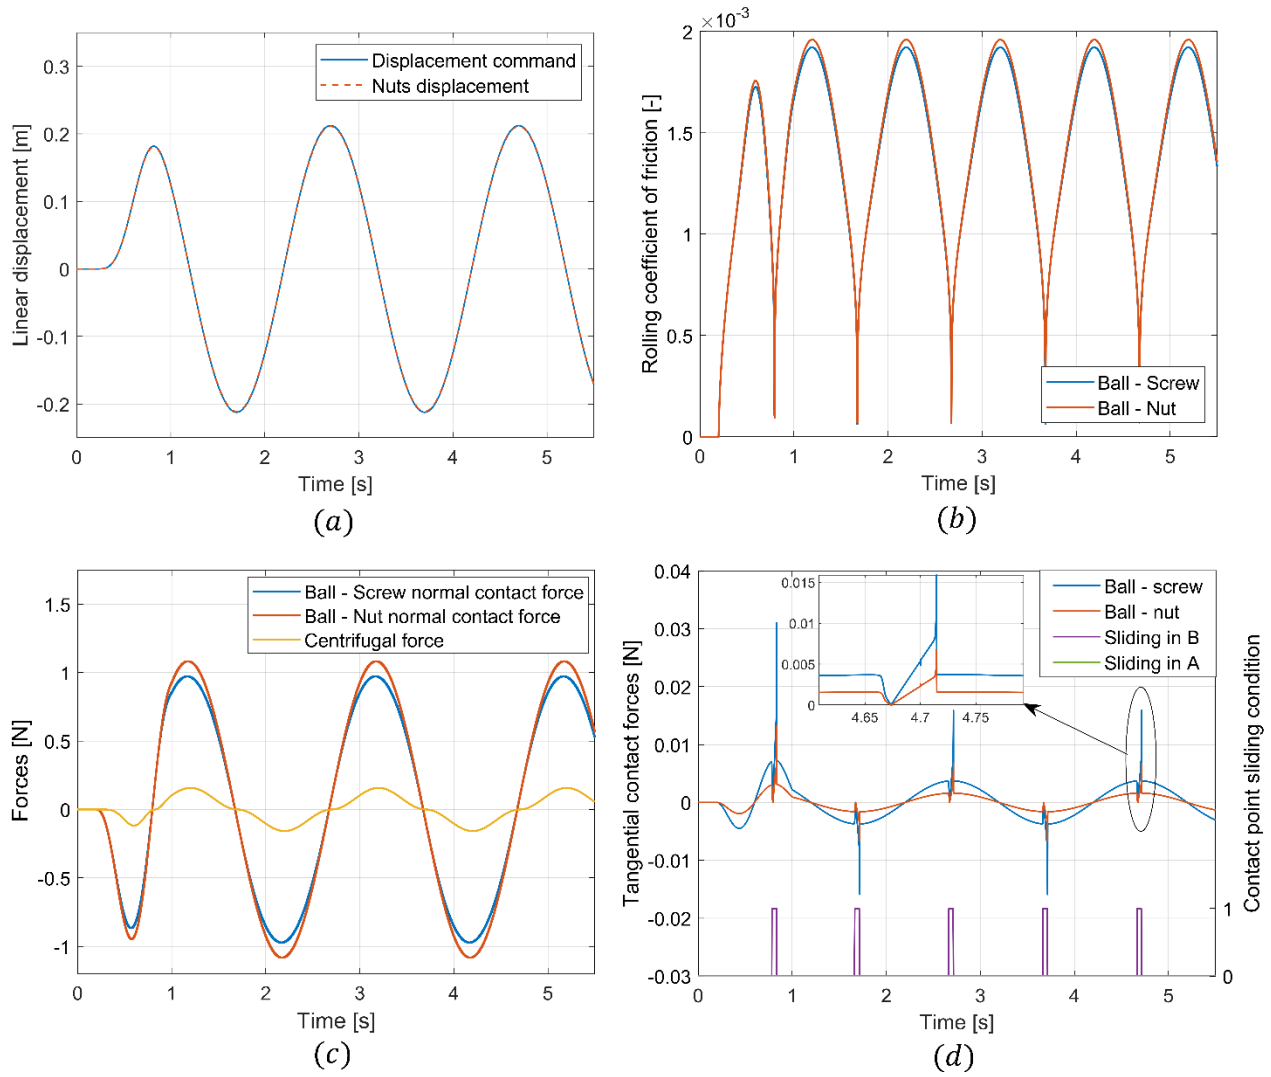 0.3
0.2
0.1
0
-0.1
-0.2
Linear displacement [m]
Displacement command
Nuts displacement
0 1 2 3 4 5
Time [s]
(a)
×10⁻³
2
1.5
1
0.5
0
Rolling coefficient of friction [-]
Ball - Screw
Ball - Nut
0 1 2 3 4 5
Time [s]
(b)
1.5
1
0.5
0
-0.5
-1
Forces [N]
Ball - Screw normal contact force
Ball - Nut normal contact force
Centrifugal force
0 1 2 3 4 5
Time [s]
(c)
0.04
0.03
0.02
0.01
0
-0.01
-0.02
-0.03
Tangential contact forces [N]
0.015
0.01
0.005
0
4.65 4.7 4.75
Ball - screw
Ball - nut
Sliding in B
Sliding in A
1
0
Contact point sliding condition
0 1 2 3 4 5
Time [s]
(d)